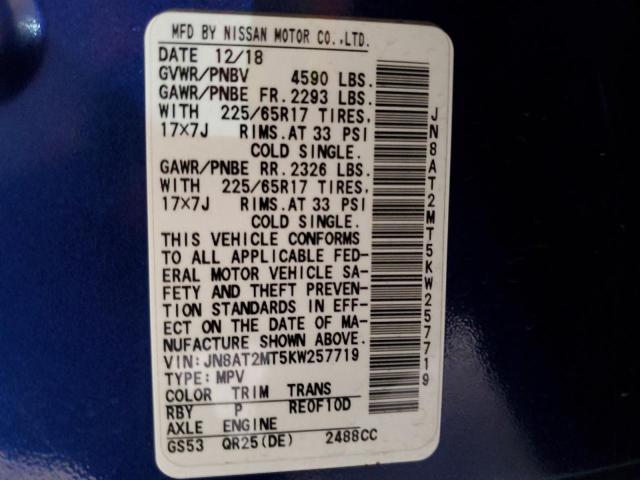 MFD BY NISSAN MOTOR CO.,LTD.
DATE 12/18
GVWR/PNBV 4590 LBS.
GAWR/PNBE FR. 2293 LBS.
WITH 225/65R17 TIRES,
17×7J RIMS.AT 33 PSI
COLD SINGLE.
GAWR/PNBE RR. 2326 LBS.
WITH 225/65R17 TIRES,
17×7J RIMS.AT 33 PSI
COLD SINGLE.
THIS VEHICLE CONFORMS
TO ALL APPLICABLE FED-
ERAL MOTOR VEHICLE SA-
FETY AND THEFT PREVEN-
TION STANDARDS IN EFF-
ECT ON THE DATE OF MA-
NUFACTURE SHOWN ABOVE.
VIN:JN8AT2MT5KW257719
TYPE:MPV
COLOR TRIM TRANS
RBY P RE0F10D
AXLE ENGINE
GS53 QR25(DE) 2488CC
JN8AT2MT5KW257719